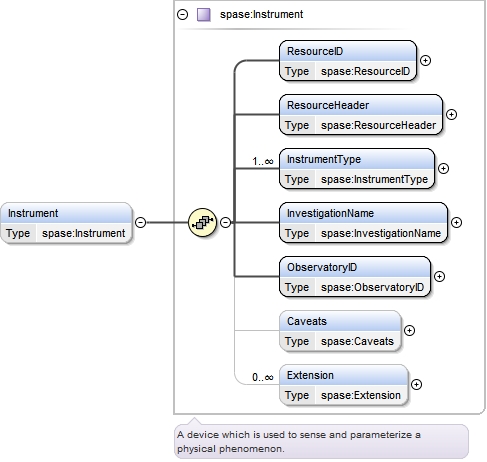 spase:Instrument
ResourceID
Type spase:ResourceID
ResourceHeader
Type spase:ResourceHeader
1..∞ InstrumentType
Type spase:InstrumentType
Instrument
Type spase:Instrument
InvestigationName
Type spase:InvestigationName
ObservatoryID
Type spase:ObservatoryID
Caveats
Type spase:Caveats
0..∞ Extension
Type spase:Extension
A device which is used to sense and parameterize a
physical phenomenon.